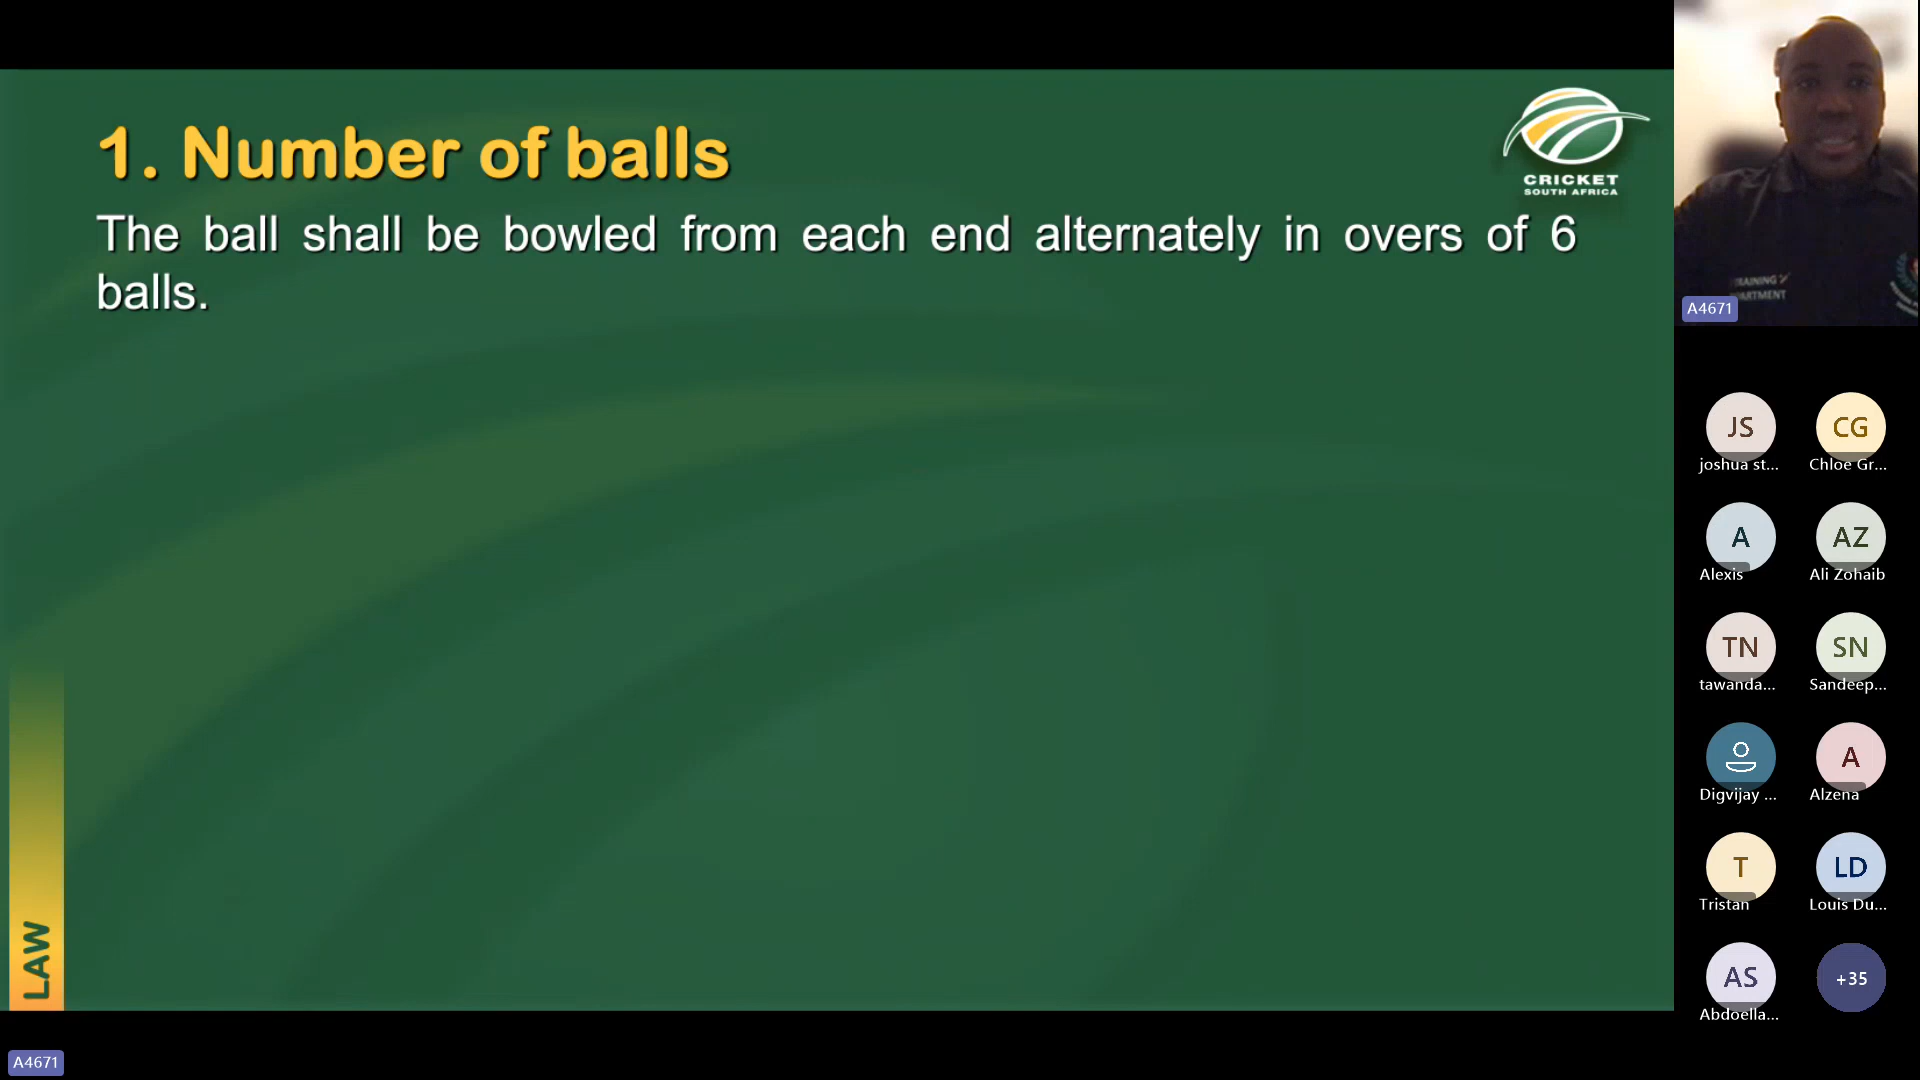 1. Number of balls
The ball shall be bowled from each end alternately in overs of 6
balls.
CRICKET
SOUTH AFRICA
LAW
A4671
TRAINING
A4671
JS
joshua st...
CG
Chloe Gr...
A
Alexis
AZ
Ali Zohaib
TN
tawanda...
SN
Sandeep...
Digvijay ...
A
Alzena
T
Tristan
LD
Louis Du...
AS
Abdoella...
+35